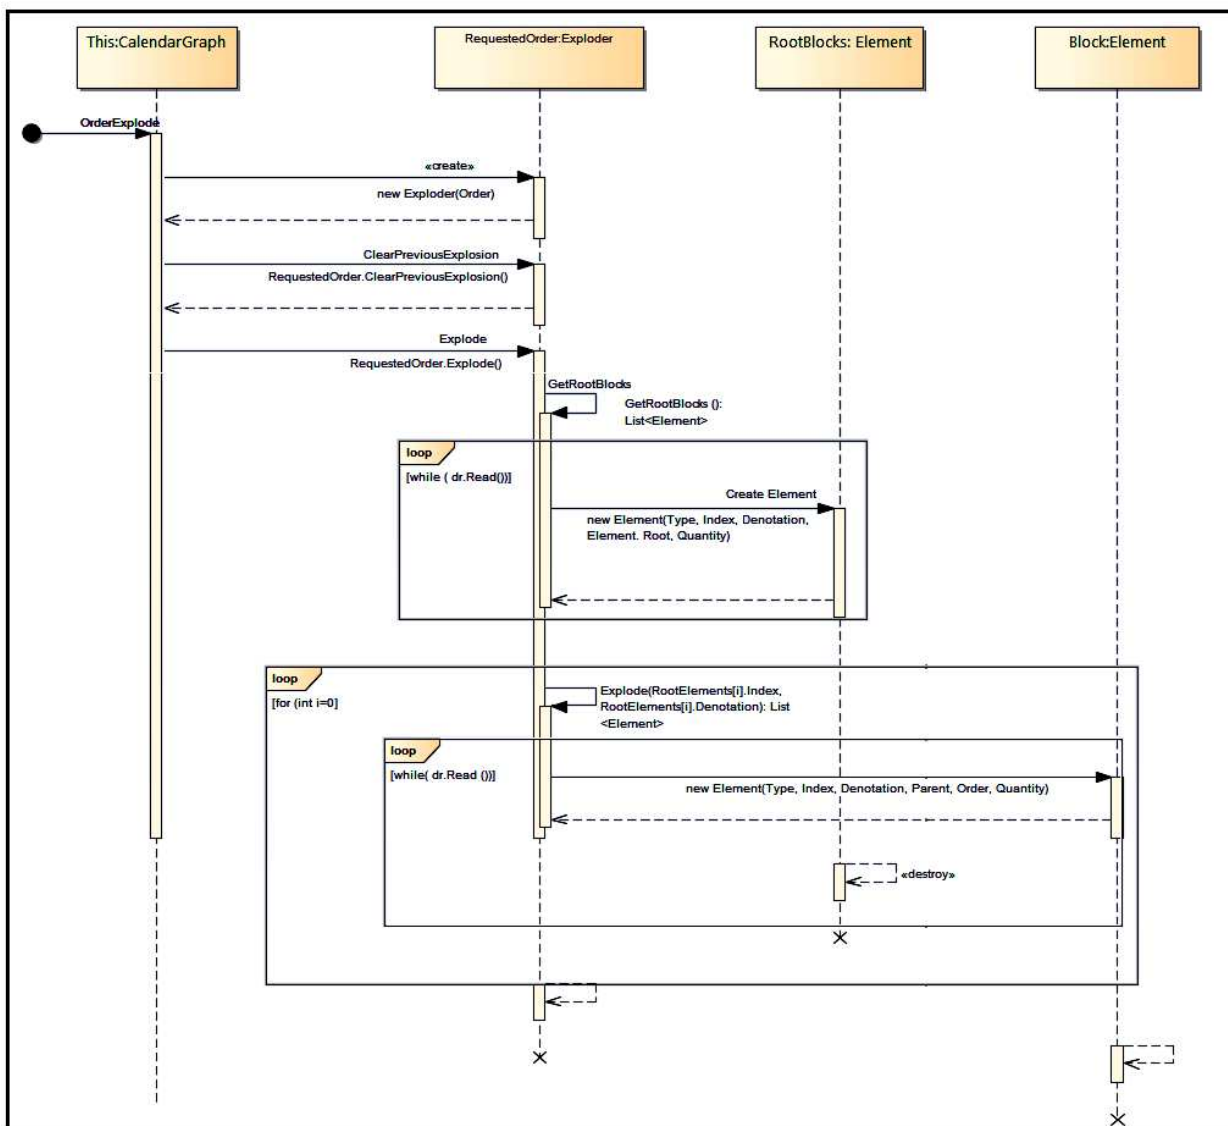 This:CalendarGraph
RequestedOrder:Exploder
RootBlocks: Element
Block:Element
OrderExplode
«create»
new Exploder(Order)
ClearPreviousExplosion
RequestedOrder.ClearPreviousExplosion()
Explode
RequestedOrder.Explode()
GetRootBlocks
GetRootBlocks ():
List<Element>
loop
[while ( dr.Read())]
Create Element
new Element(Type, Index, Denotation,
Element. Root, Quantity)
loop
[for (int i=0]
Explode(RootElements[i].Index,
RootElements[i].Denotation): List
<Element>
loop
[while( dr.Read ())]
new Element(Type, Index, Denotation, Parent, Order, Quantity)
«destroy»